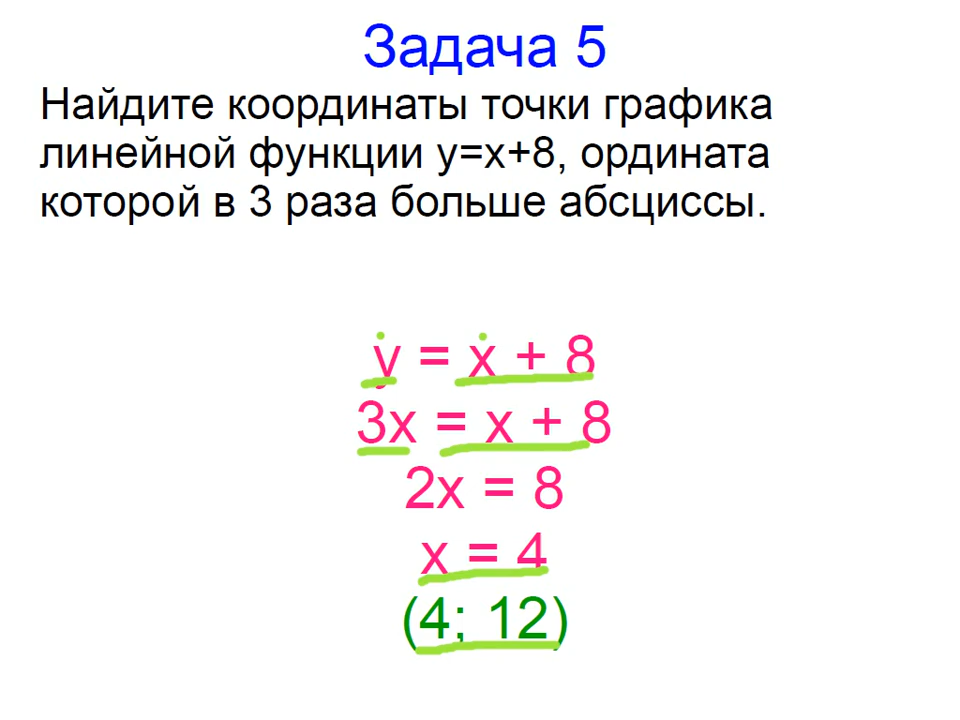 Задача 5
Найдите координаты точки графика
линейной функции y=x+8, ордината
которой в 3 раза больше абсциссы.
y = x + 8
3x = x + 8
2x = 8
x = 4
(4; 12)